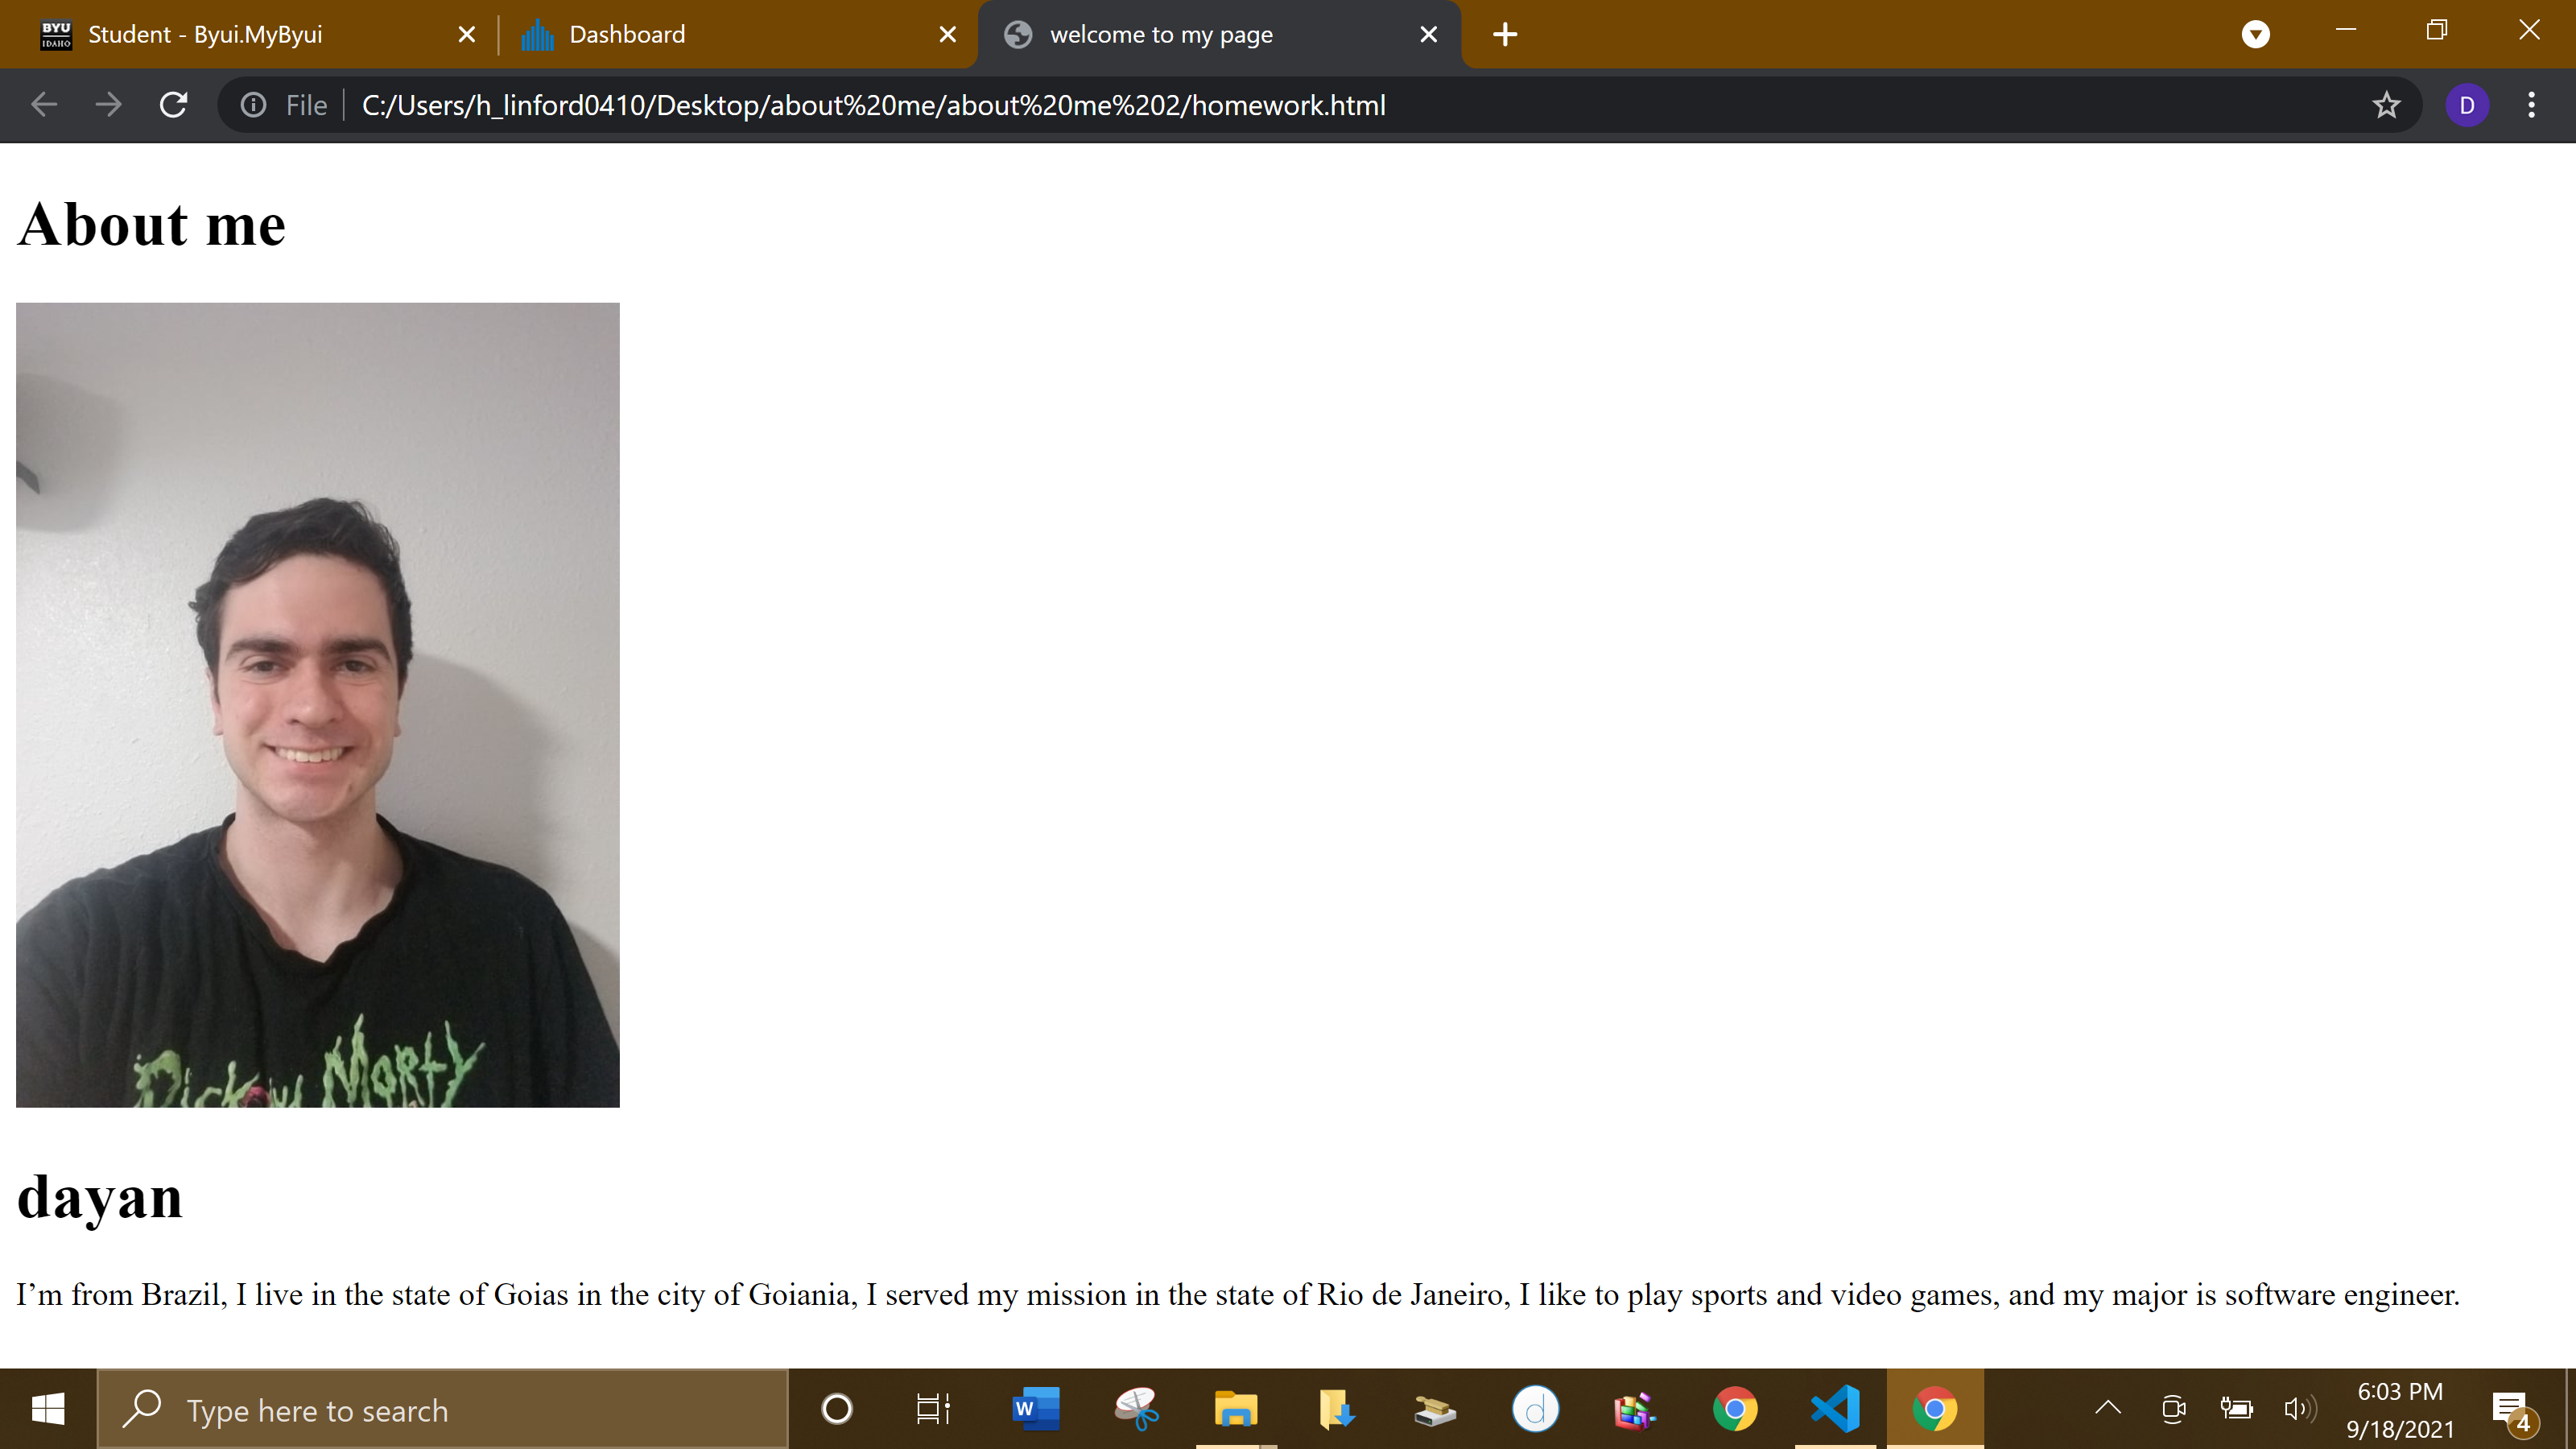 BYU
IDAHO
Student - Byui.MyByui
Dashboard
welcome to my page
File
C:/Users/h_linford0410/Desktop/about%20me/about%20me%202/homework.html
D
About me
Morty
dayan
I’m from Brazil, I live in the state of Goias in the city of Goiania, I served my mission in the state of Rio de Janeiro, I like to play sports and video games, and my major is software engineer.
Type here to search
W
d
6:03 PM
9/18/2021
4